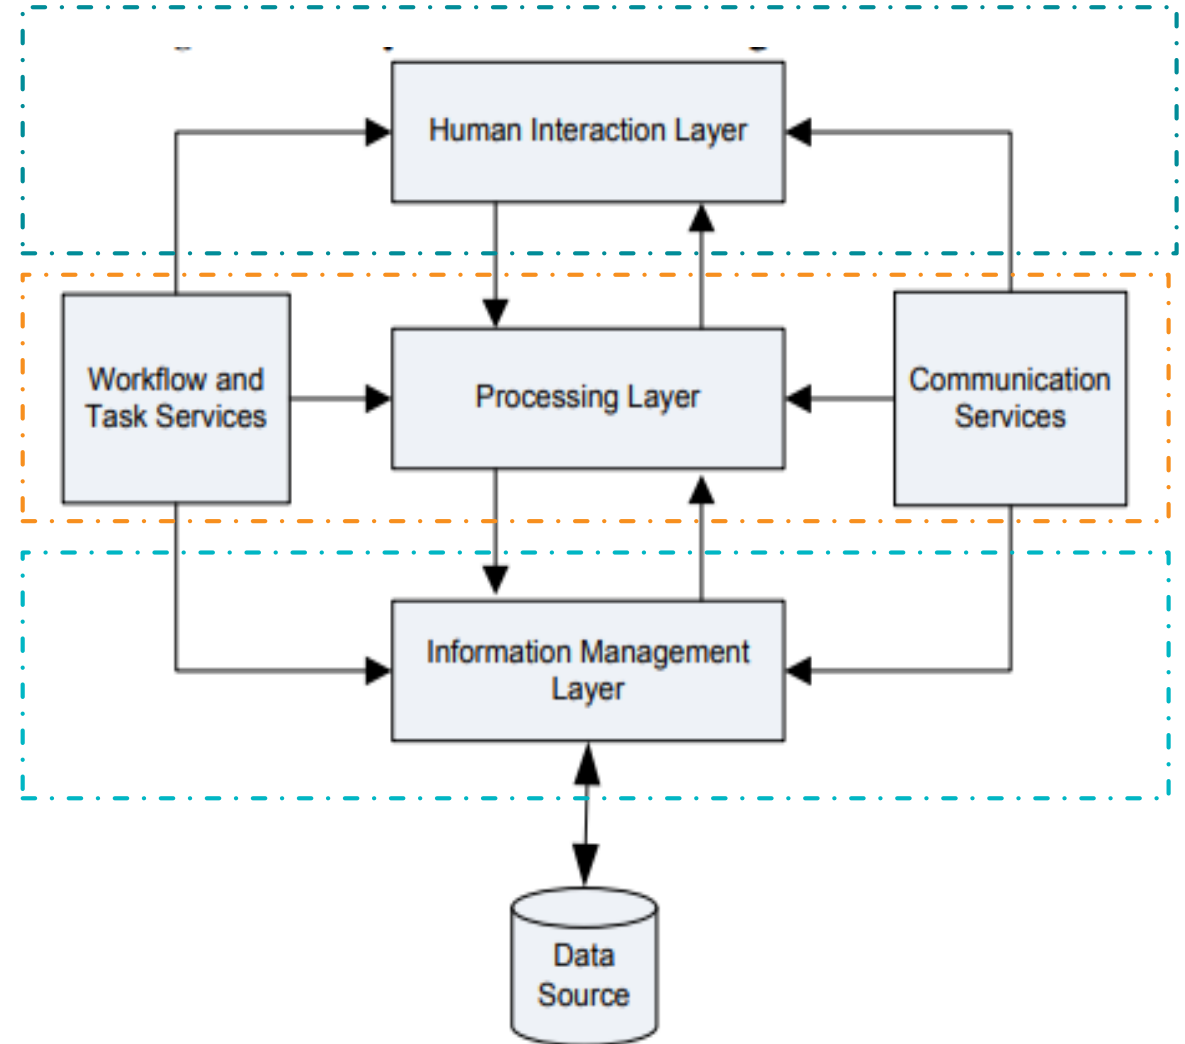 Human Interaction Layer
Workflow and
Task Services
Processing Layer
Communication
Services
Information Management
Layer
Data
Source